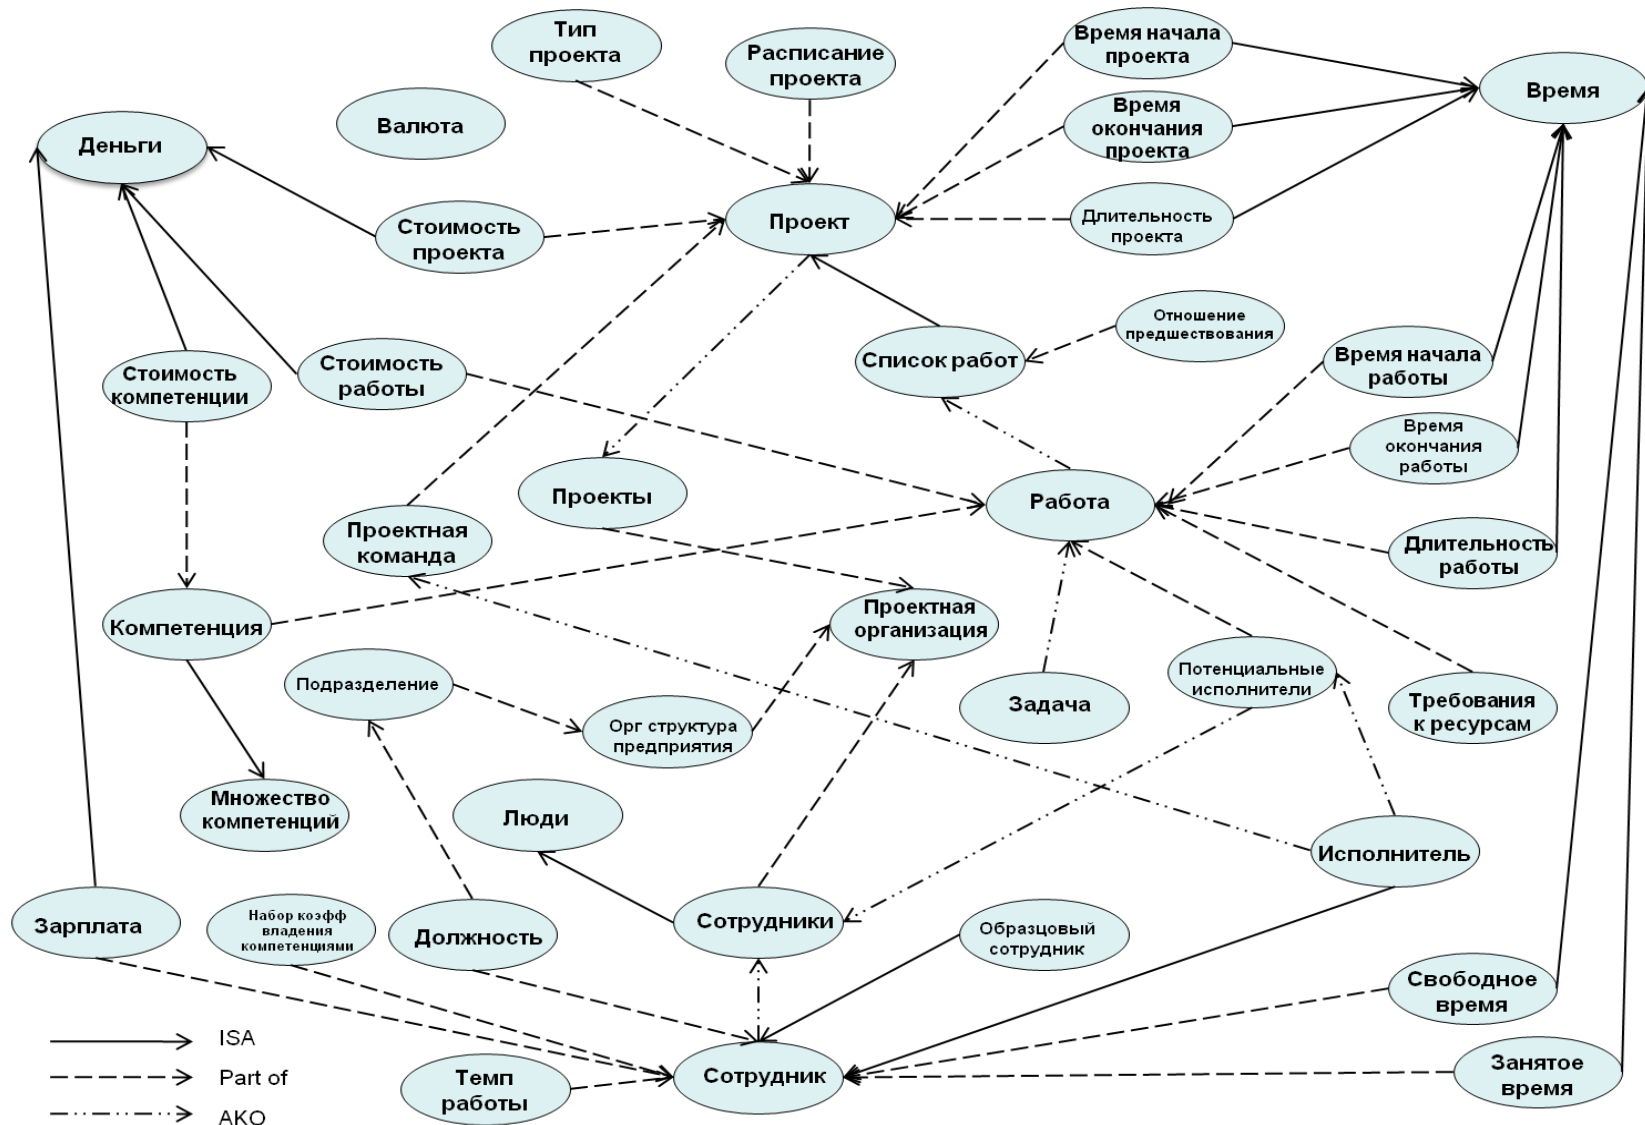 Тип
проекта
Расписание
проекта
Время начала
проекта
Время
Валюта
Время
окончания
проекта
Деньги
Стоимость
проекта
Проект
Длительность
проекта
Отношение
предшествования
Список работ
Время начала
работы
Стоимость
компетенции
Стоимость
работы
Время
окончания
работы
Проекты
Работа
Проектная
команда
Длительность
работы
Компетенция
Проектная
организация
Подразделение
Орг структура
предприятия
Задача
Потенциальные
исполнители
Требования
к ресурсам
Множество
компетенций
Люди
Исполнитель
Зарплата
Набор коэфф
владения
компетенциями
Должность
Сотрудники
Образцовый
сотрудник
Свободное
время
ISA
Part of
AKO
Темп
работы
Сотрудник
Занятое
время